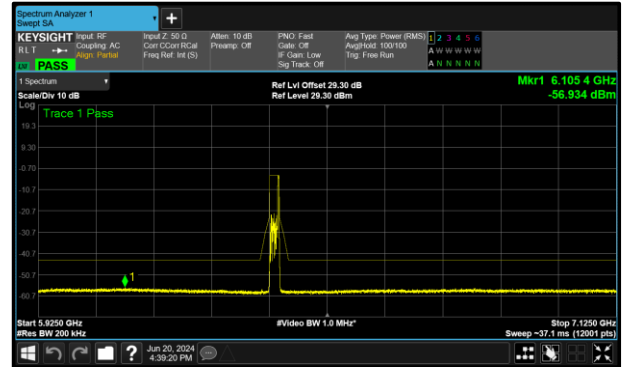 Spectrum Analyzer 1
Swept SA
+
KEYSIGHT Input: RF Input Z: 50 Ω Atten: 10 dB PNO: Fast Avg Type: Power (RMS) 1 2 3 4 5 6
RLT Coupling: AC Corr CCorr RCal Preamp: Off Gate: Off Avg|Hold: 100/100 A W W W W W
Align: Partial Freq Ref: Int (S) IF Gain: Low Trig: Free Run
Sig Track: Off A N N N N N
PASS
1 Spectrum Ref Lvl Offset 29.30 dB Mkr1 6.105 4 GHz
Scale/Div 10 dB Ref Level 29.30 dBm -56.934 dBm
Log
Trace 1 Pass
19.3
9.30
-0.70
-10.7
-20.7
-30.7
-40.7
-50.7
1
-60.7
Start 5.9250 GHz #Video BW 1.0 MHz* Stop 7.1250 GHz
#Res BW 200 kHz Sweep ~37.1 ms (12001 pts)
? Jun 20, 2024
4:39:20 PM